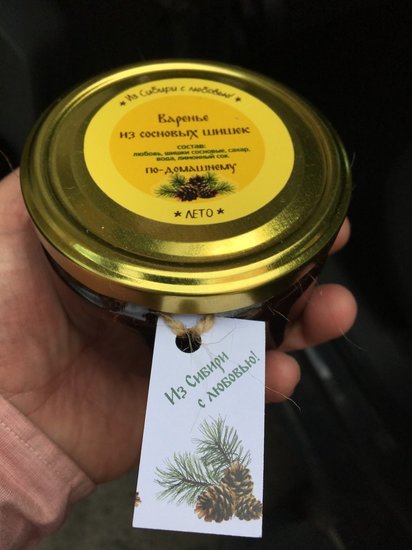 ★ Из Сибири с любовью! ★
Варенье
из сосновых шишек
состав:
любовь, шишки сосновые, сахар,
вода, лимонный сок.
по-домашнему
★ ЛЕТО ★
Из Сибири
с любовью!